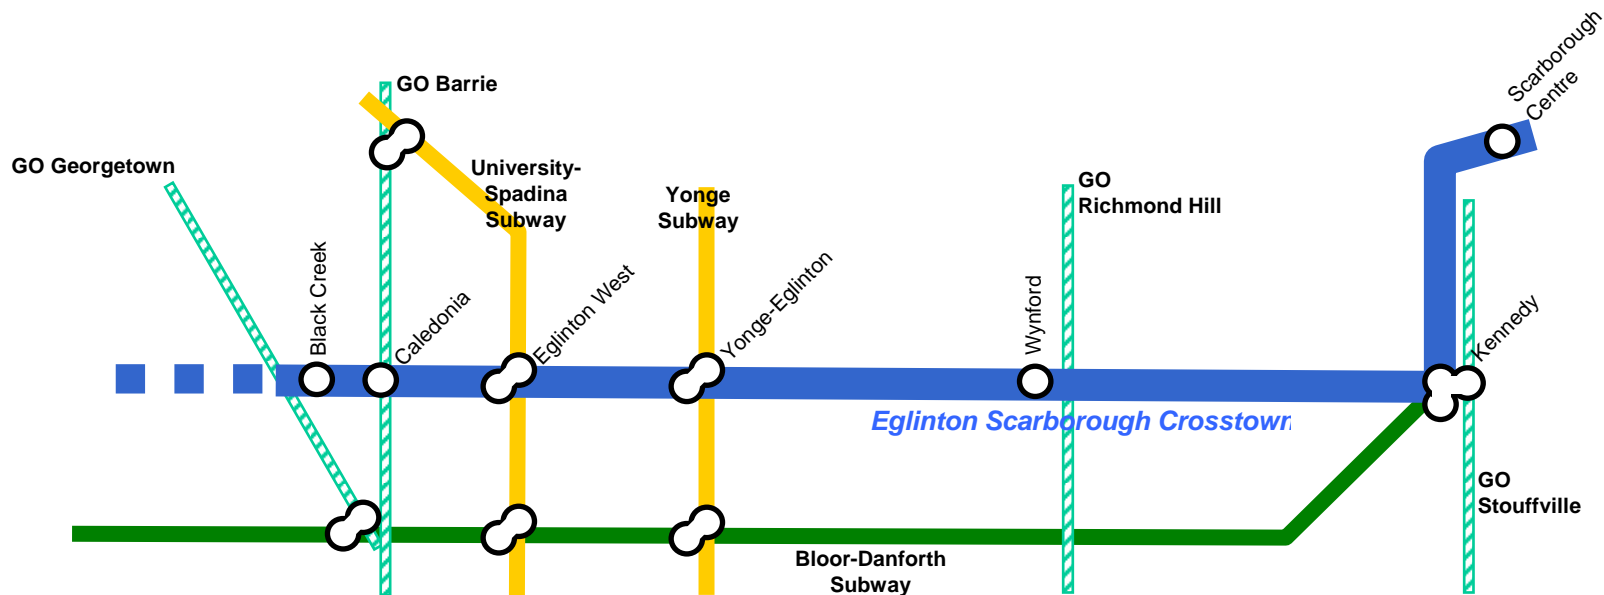 GO Barrie
Scarborough
Centre
GO Georgetown
University-
Spadina
Subway
Yonge
Subway
GO
Richmond Hill
Black Creek
Caledonia
Eglinton West
Yonge-Eglinton
Wynford
Kennedy
Eglinton Scarborough Crosstown
GO
Stouffville
Bloor-Danforth
Subway